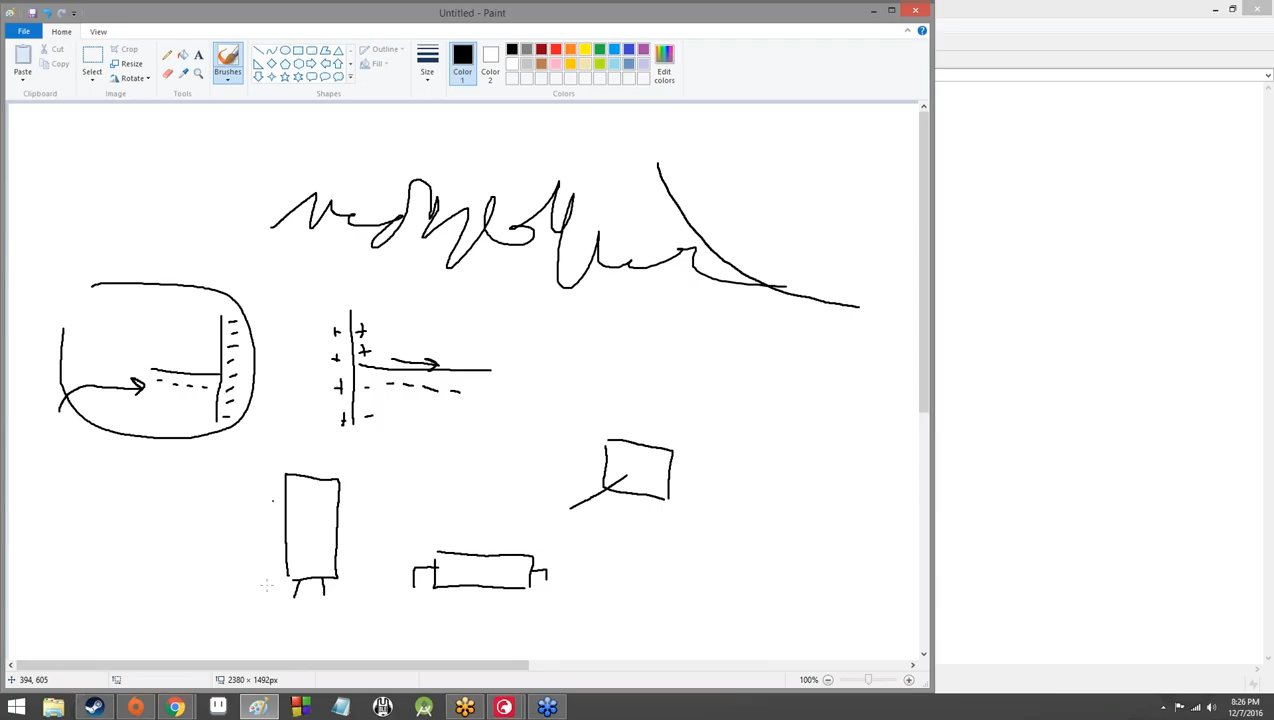 Untitled - Paint
File Home View
Paste Cut Copy Select Crop Resize Rotate Brushes Outline Fill Size Color 1 Color 2 Edit colors
Clipboard Image Tools Shapes Colors
+ +
+ +
+ -
+ -
394, 605 2380 × 1492px 100%
8:26 PM
12/7/2016